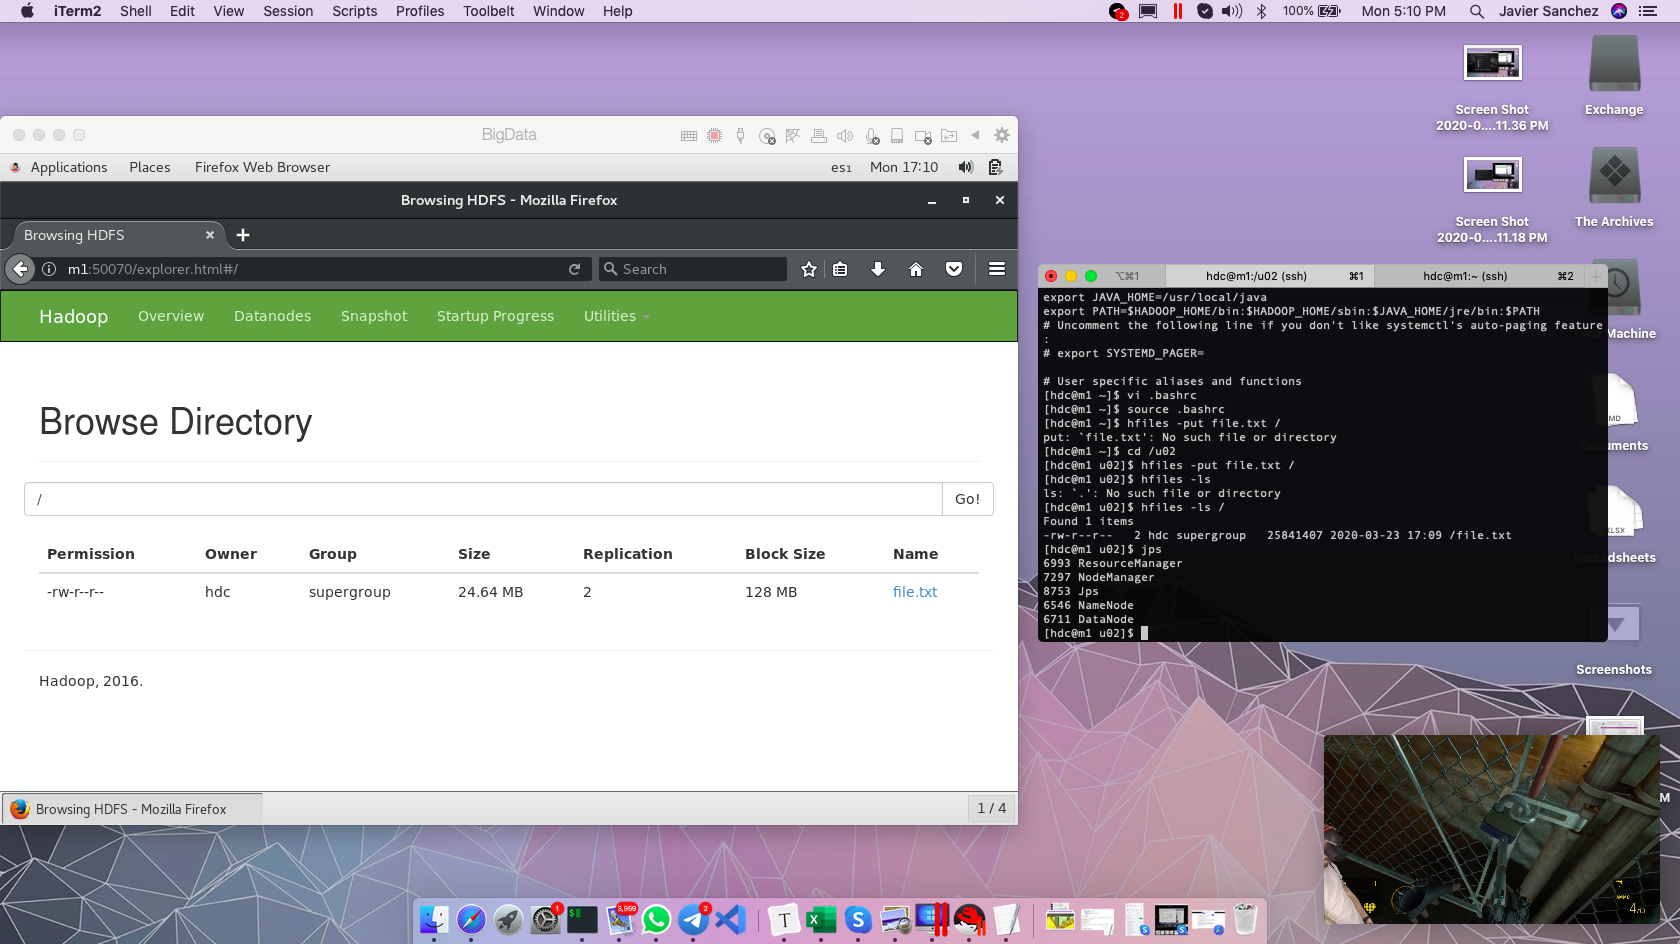 iTerm2 Shell Edit View Session Scripts Profiles Toolbelt Window Help
2 100% Mon 5:10 PM Javier Sanchez
Screen Shot
2020-0....11.36 PM
Exchange
Screen Shot
2020-0....11.18 PM
The Archives
Machine
MD
uments
XLSX
eadsheets
Screenshots
M
BigData
Applications Places Firefox Web Browser
es1 Mon 17:10
Browsing HDFS - Mozilla Firefox
Browsing HDFS
m1:50070/explorer.html#/
Search
Hadoop Overview Datanodes Snapshot Startup Progress Utilities
Browse Directory
/
Go!
Permission Owner Group Size Replication Block Size Name
-rw-r--r-- hdc supergroup 24.64 MB 2 128 MB file.txt
Hadoop, 2016.
Browsing HDFS - Mozilla Firefox
1 / 4
⌥⌘1 hdc@m1:/u02 (ssh) ⌘1 hdc@m1:~ (ssh) ⌘2
export JAVA_HOME=/usr/local/java
export PATH=$HADOOP_HOME/bin:$HADOOP_HOME/sbin:$JAVA_HOME/jre/bin:$PATH
# Uncomment the following line if you don't like systemctl's auto-paging feature
:
# export SYSTEMD_PAGER=
# User specific aliases and functions
[hdc@m1 ~]$ vi .bashrc
[hdc@m1 ~]$ source .bashrc
[hdc@m1 ~]$ hfiles -put file.txt /
put: `file.txt': No such file or directory
[hdc@m1 ~]$ cd /u02
[hdc@m1 u02]$ hfiles -put file.txt /
[hdc@m1 u02]$ hfiles -ls
ls: `.': No such file or directory
[hdc@m1 u02]$ hfiles -ls /
Found 1 items
-rw-r--r-- 2 hdc supergroup 25841407 2020-03-23 17:09 /file.txt
[hdc@m1 u02]$ jps
6993 ResourceManager
7297 NodeManager
8753 Jps
6546 NameNode
6711 DataNode
[hdc@m1 u02]$
1
3,959
2